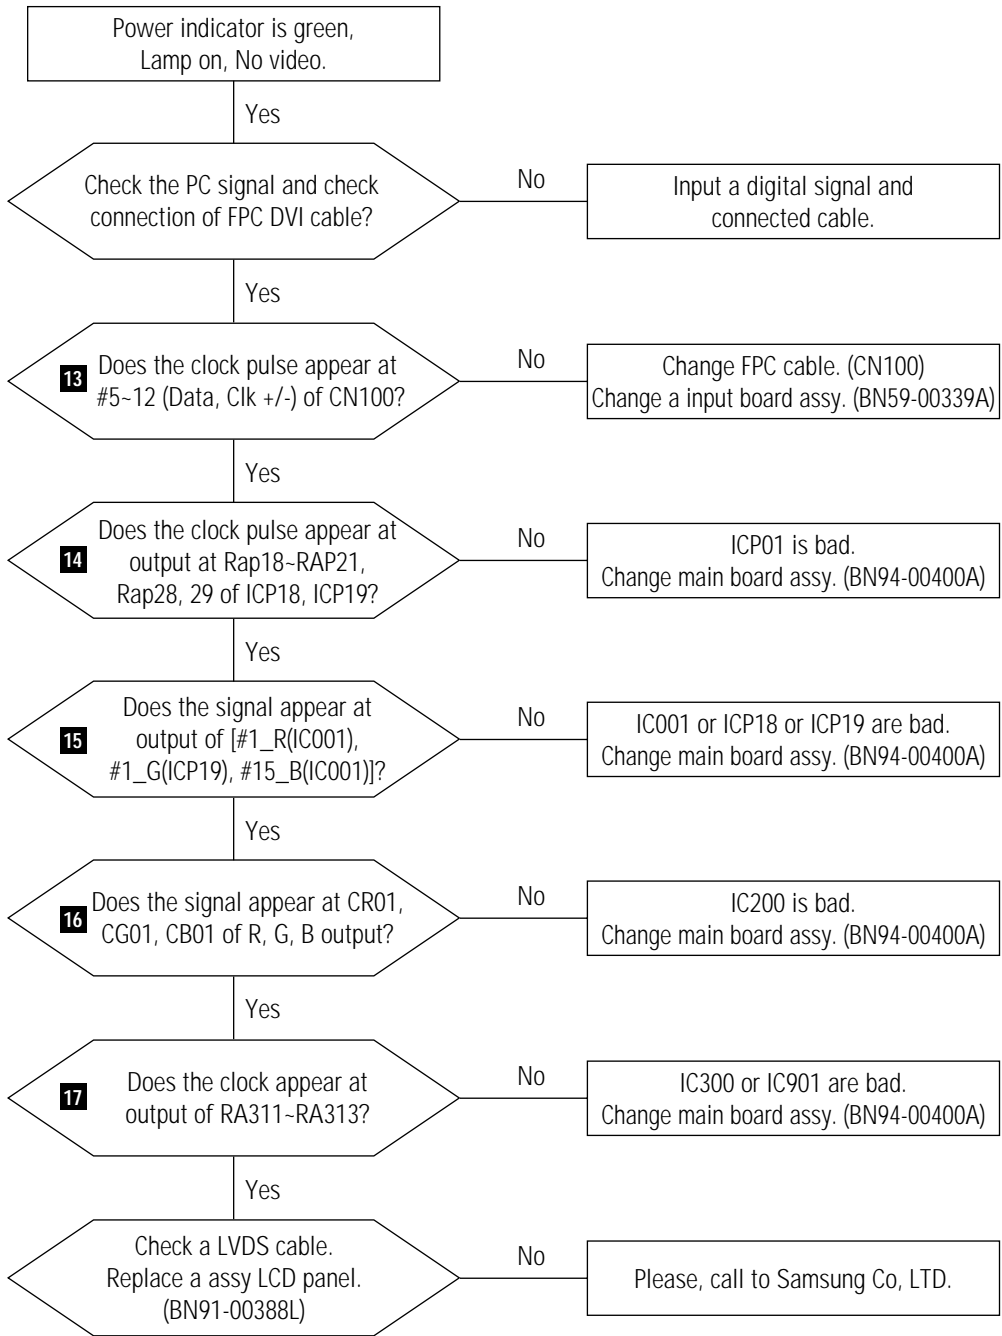 Power indicator is green,
Lamp on, No video.
Yes
Check the PC signal and check
connection of FPC DVI cable?
No
Input a digital signal and
connected cable.
Yes
13
Does the clock pulse appear at
#5~12 (Data, Clk +/-) of CN100?
No
Change FPC cable. (CN100)
Change a input board assy. (BN59-00339A)
Yes
14
Does the clock pulse appear at
output at Rap18~RAP21,
Rap28, 29 of ICP18, ICP19?
No
ICP01 is bad.
Change main board assy. (BN94-00400A)
Yes
15
Does the signal appear at
output of [#1_R(IC001),
#1_G(ICP19), #15_B(IC001)]?
No
IC001 or ICP18 or ICP19 are bad.
Change main board assy. (BN94-00400A)
Yes
16
Does the signal appear at CR01,
CG01, CB01 of R, G, B output?
No
IC200 is bad.
Change main board assy. (BN94-00400A)
Yes
17
Does the clock appear at
output of RA311~RA313?
No
IC300 or IC901 are bad.
Change main board assy. (BN94-00400A)
Yes
Check a LVDS cable.
Replace a assy LCD panel.
(BN91-00388L)
No
Please, call to Samsung Co, LTD.